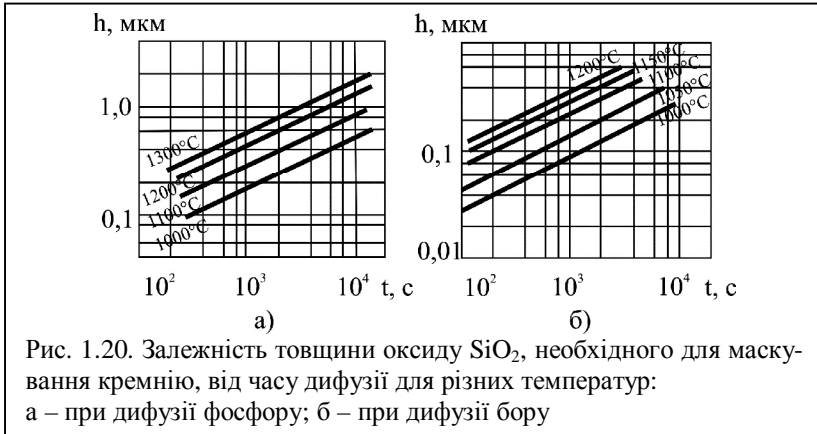 h, мкм
1,0
0,1
1300°C
1200°C
1100°C
1000°C
10² 10³ 10⁴ t, с
а)
h, мкм
0,1
0,01
1200°C
1150°C
1100°C
1050°C
1000°C
10² 10³ 10⁴ t, с
б)
Рис. 1.20. Залежність товщини оксиду SiO₂, необхідного для маску-
вання кремнію, від часу дифузії для різних температур:
а – при дифузії фосфору; б – при дифузії бору